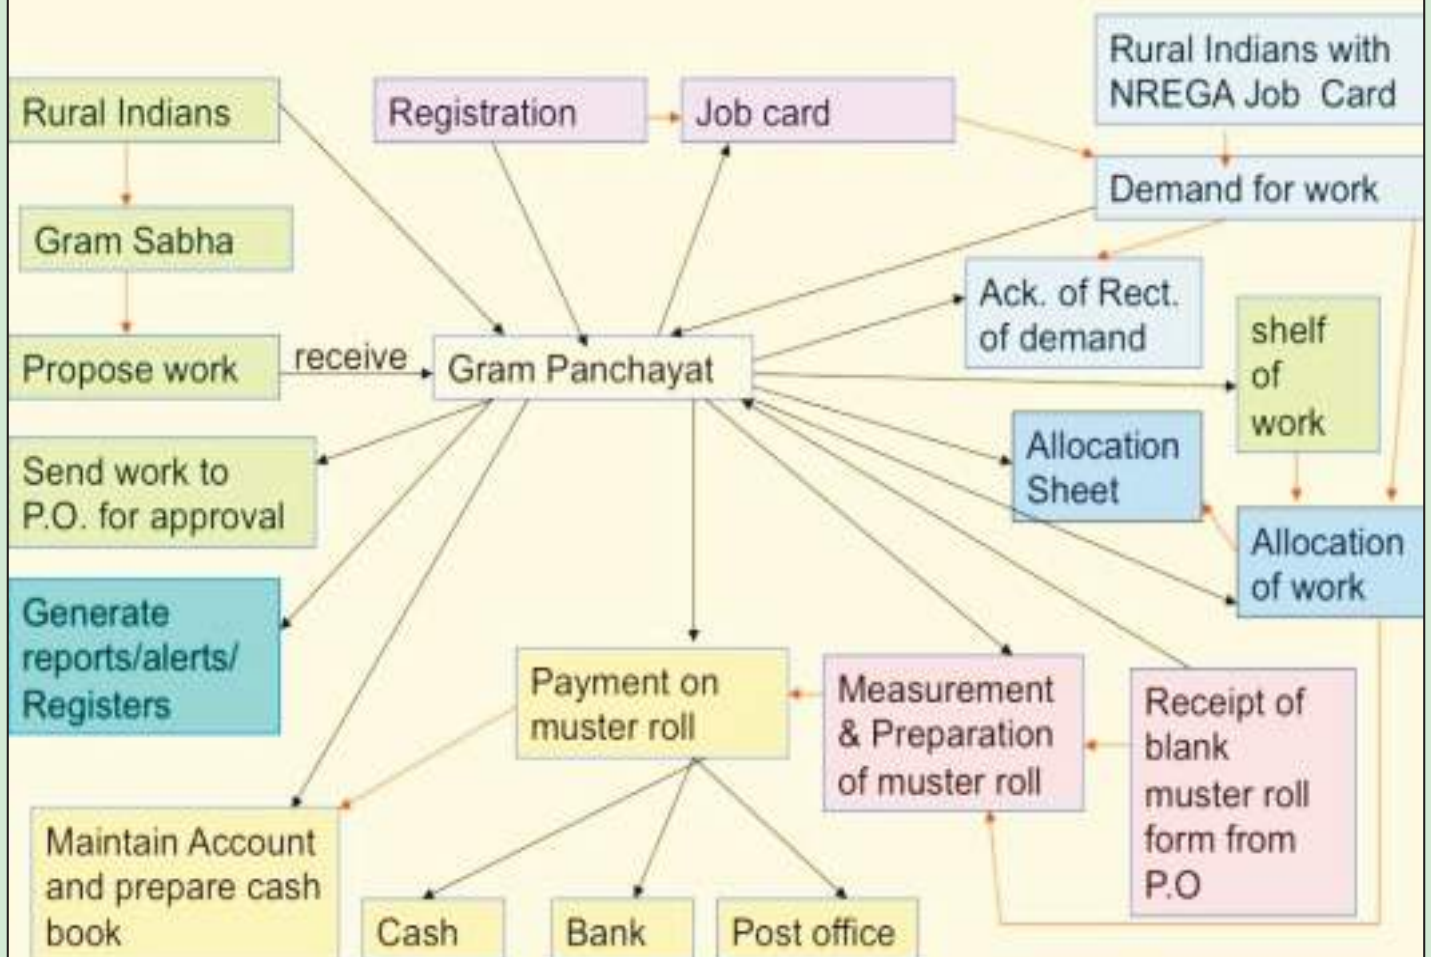 Rural Indians with
NREGA Job Card
Rural Indians
Registration
Job card
Demand for work
Gram Sabha
Ack. of Rect.
of demand
shelf
of
work
Propose work
receive
Gram Panchayat
Allocation
Sheet
Send work to
P.O. for approval
Allocation
of work
Generate
reports/alerts/
Registers
Payment on
muster roll
Measurement
& Preparation
of muster roll
Receipt of
blank
muster roll
form from
P.O
Maintain Account
and prepare cash
book
Cash
Bank
Post office